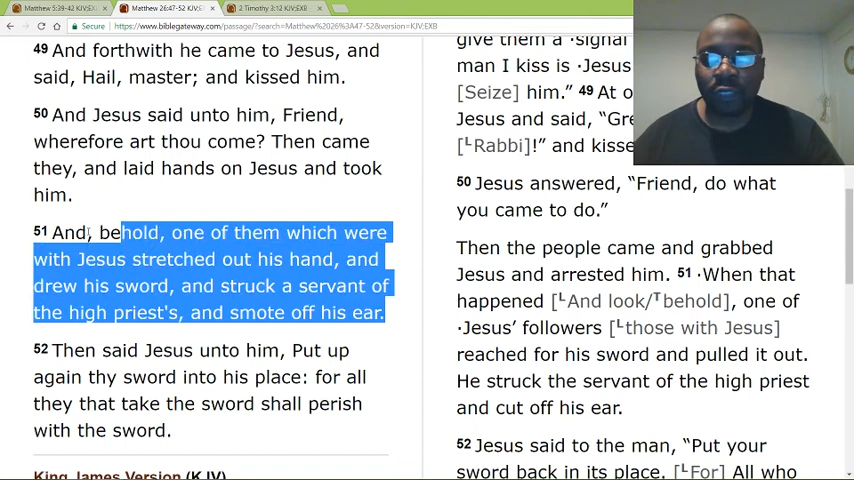 Matthew 5:39-42 KJV;EX
Matthew 26:47-52 KJV;E
2 Timothy 3:12 KJV;EXB
Secure
https://www.biblegateway.com/passage/?search=Matthew%2026%3A47-52&version=KJV;EXB
49 And forthwith he came to Jesus, and
said, Hail, master; and kissed him.
50 And Jesus said unto him, Friend,
wherefore art thou come? Then came
they, and laid hands on Jesus and took
him.
51 And, behold, one of them which were
with Jesus stretched out his hand, and
drew his sword, and struck a servant of
the high priest's, and smote off his ear.
52 Then said Jesus unto him, Put up
again thy sword into his place: for all
they that take the sword shall perish
with the sword.
King James Version (KJV)
give them a ·signal
man I kiss is ·Jesus
[Seize] him.” 49 At o
Jesus and said, “Gre
[LRabbi]!” and kisse
50 Jesus answered, “Friend, do what
you came to do.”
Then the people came and grabbed
Jesus and arrested him. 51 ·When that
happened [LAnd look/Tbehold], one of
·Jesus’ followers [Lthose with Jesus]
reached for his sword and pulled it out.
He struck the servant of the high priest
and cut off his ear.
52 Jesus said to the man, “Put your
sword back in its place. [LFor] All who